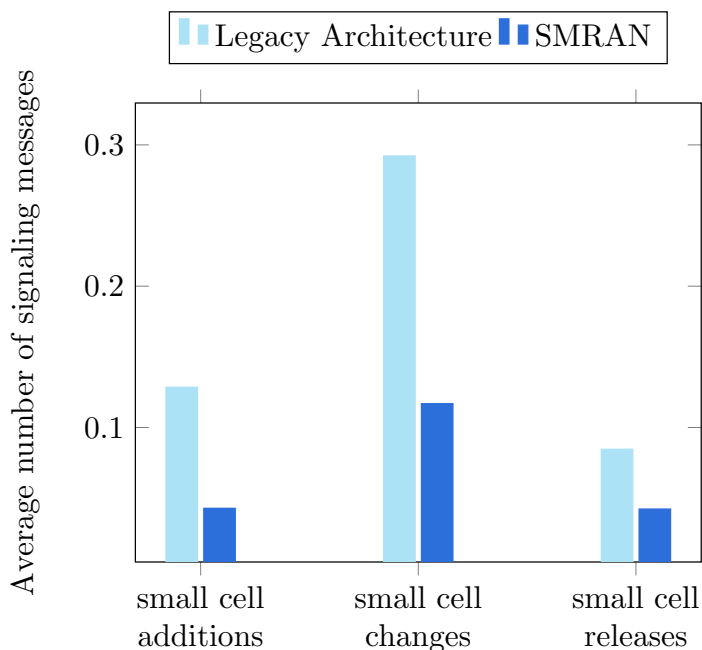 Legacy Architecture SMRAN
Average number of signaling messages
0.3
0.2
0.1
small cell additions
small cell changes
small cell releases